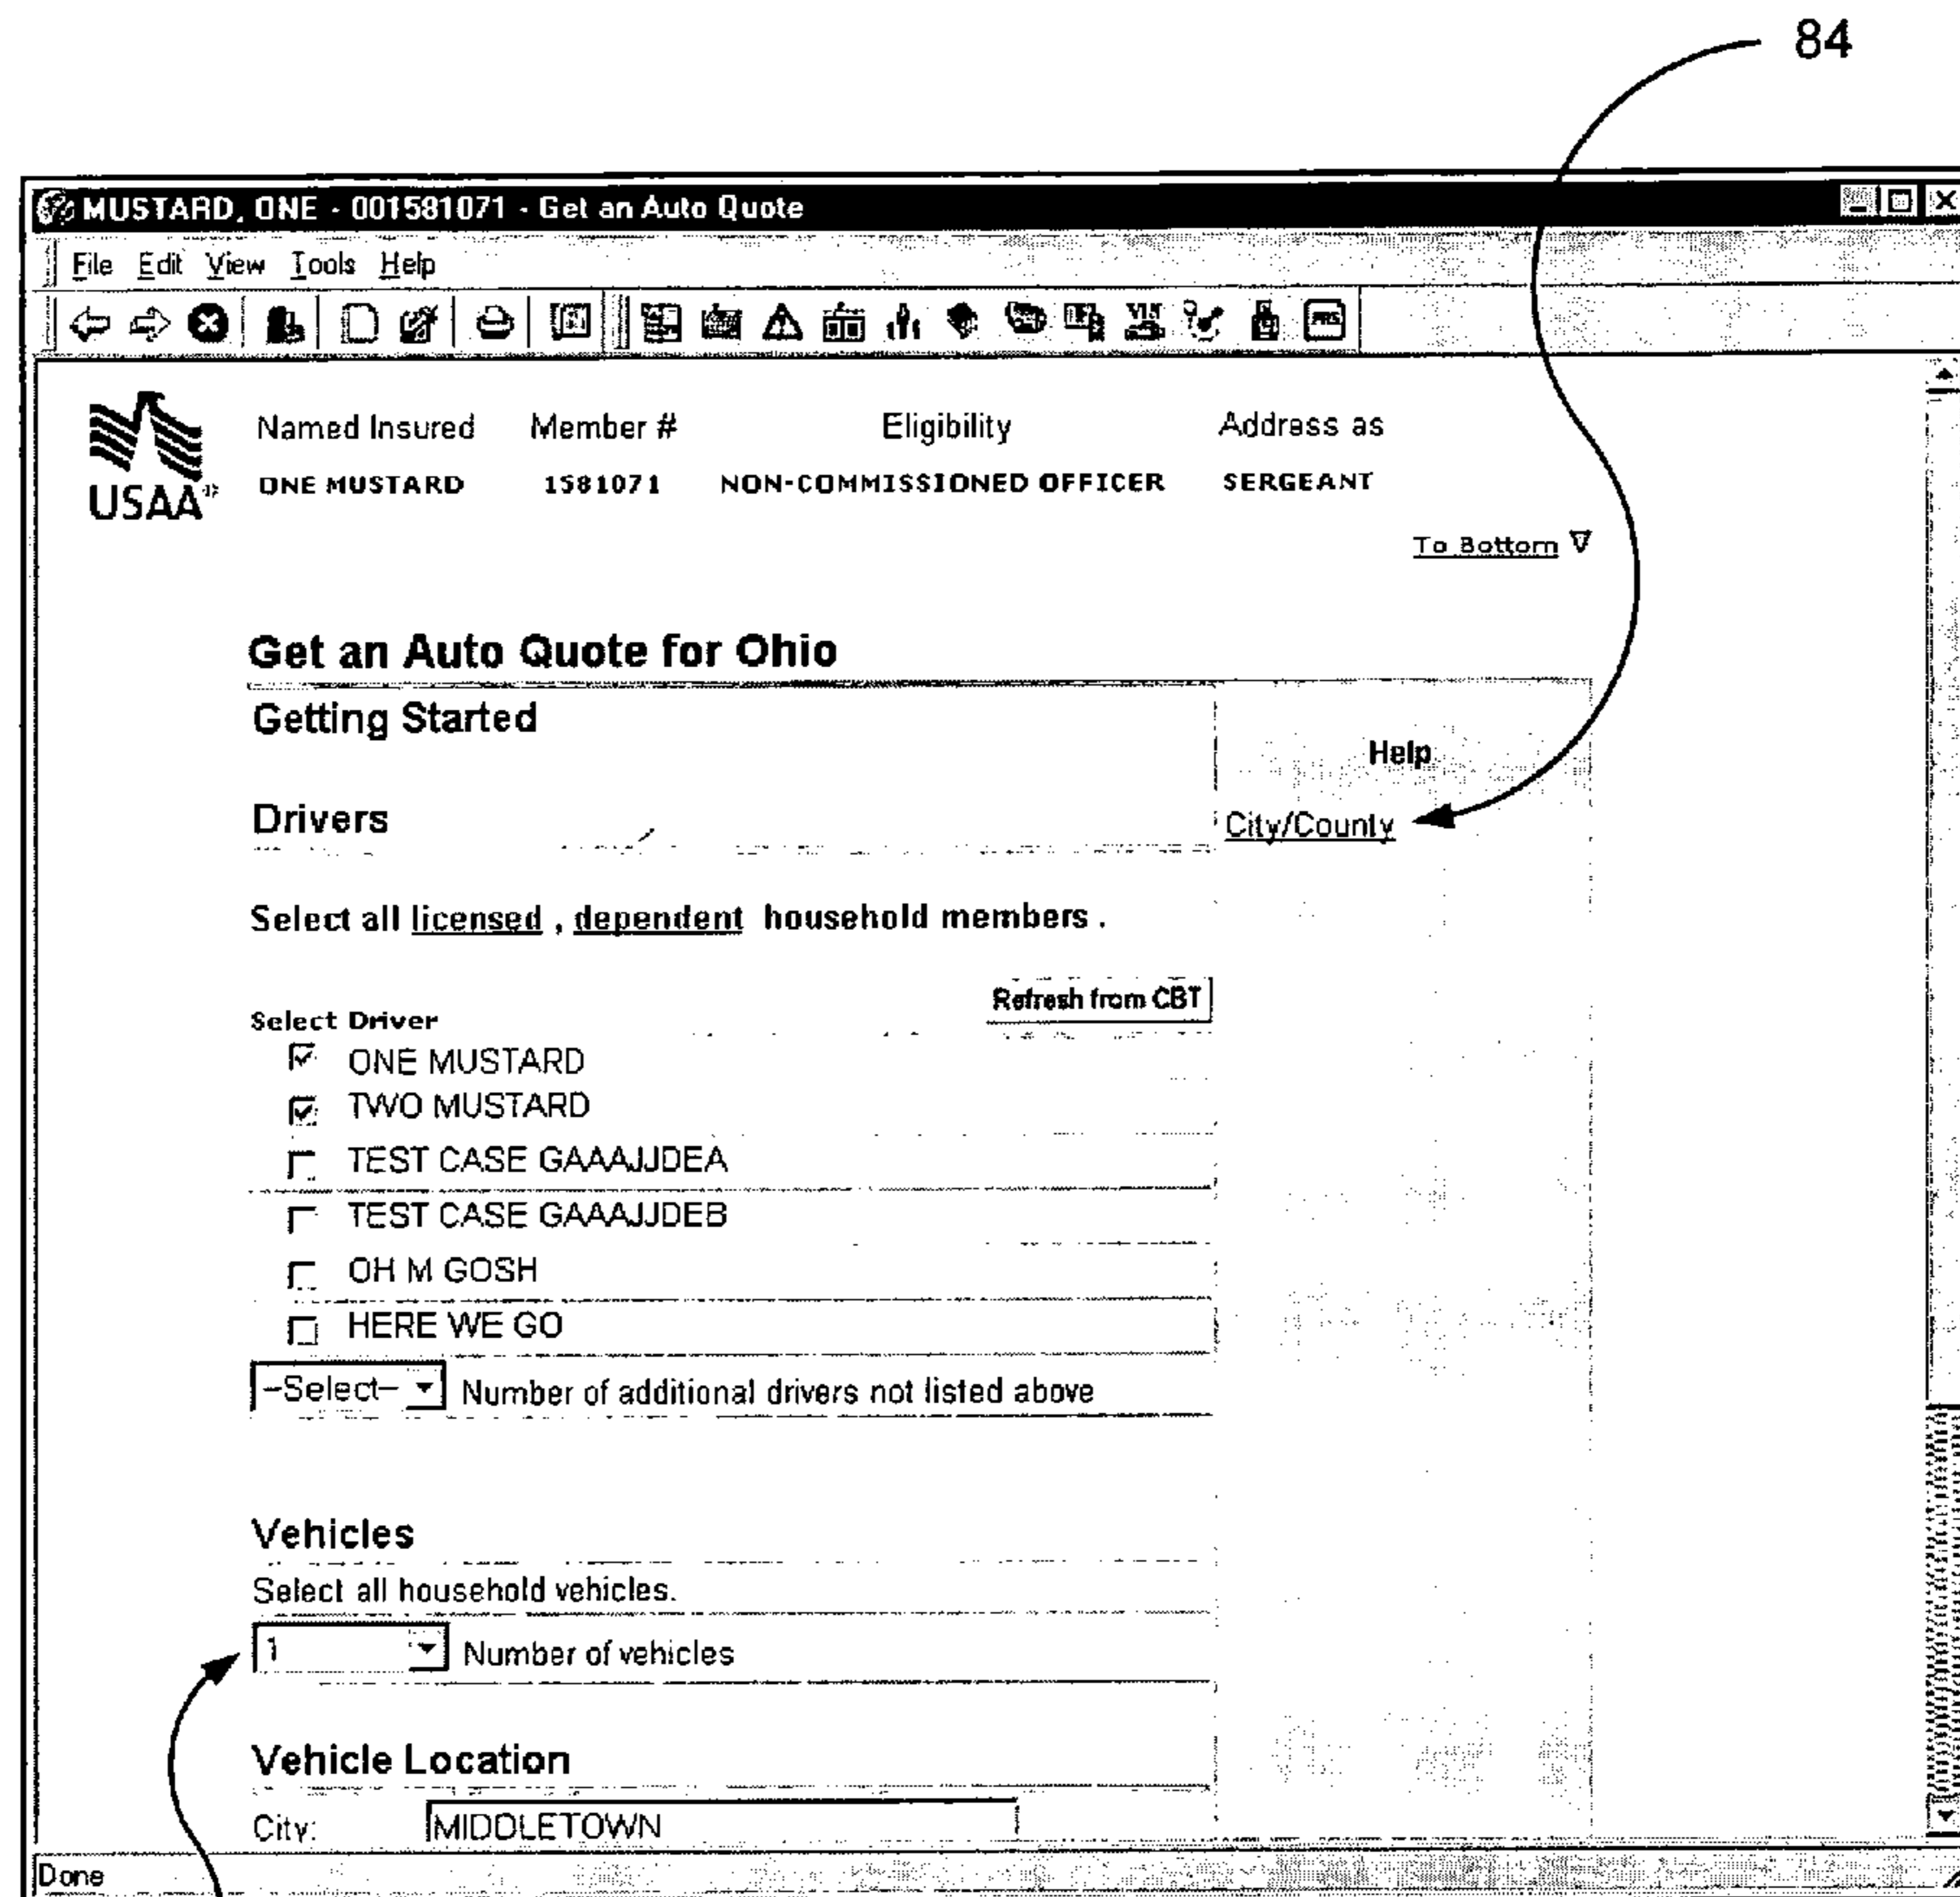 84
MUSTARD, ONE - 001581071 - Get an Auto Quote
File Edit View Tools Help
VIN
PRS
Named Insured Member # Eligibility Address as
USAA ONE MUSTARD 1581071 NON-COMMISSIONED OFFICER SERGEANT
To Bottom
Get an Auto Quote for Ohio
Getting Started
Help
Drivers
City/County
Select all licensed , dependent household members .
Refresh from CBT
Select Driver
ONE MUSTARD
TWO MUSTARD
TEST CASE GAAAJJDEA
TEST CASE GAAAJJDEB
OH M GOSH
HERE WE GO
--Select-- Number of additional drivers not listed above
Vehicles
Select all household vehicles.
1 Number of vehicles
Vehicle Location
City: MIDDLETOWN
Done